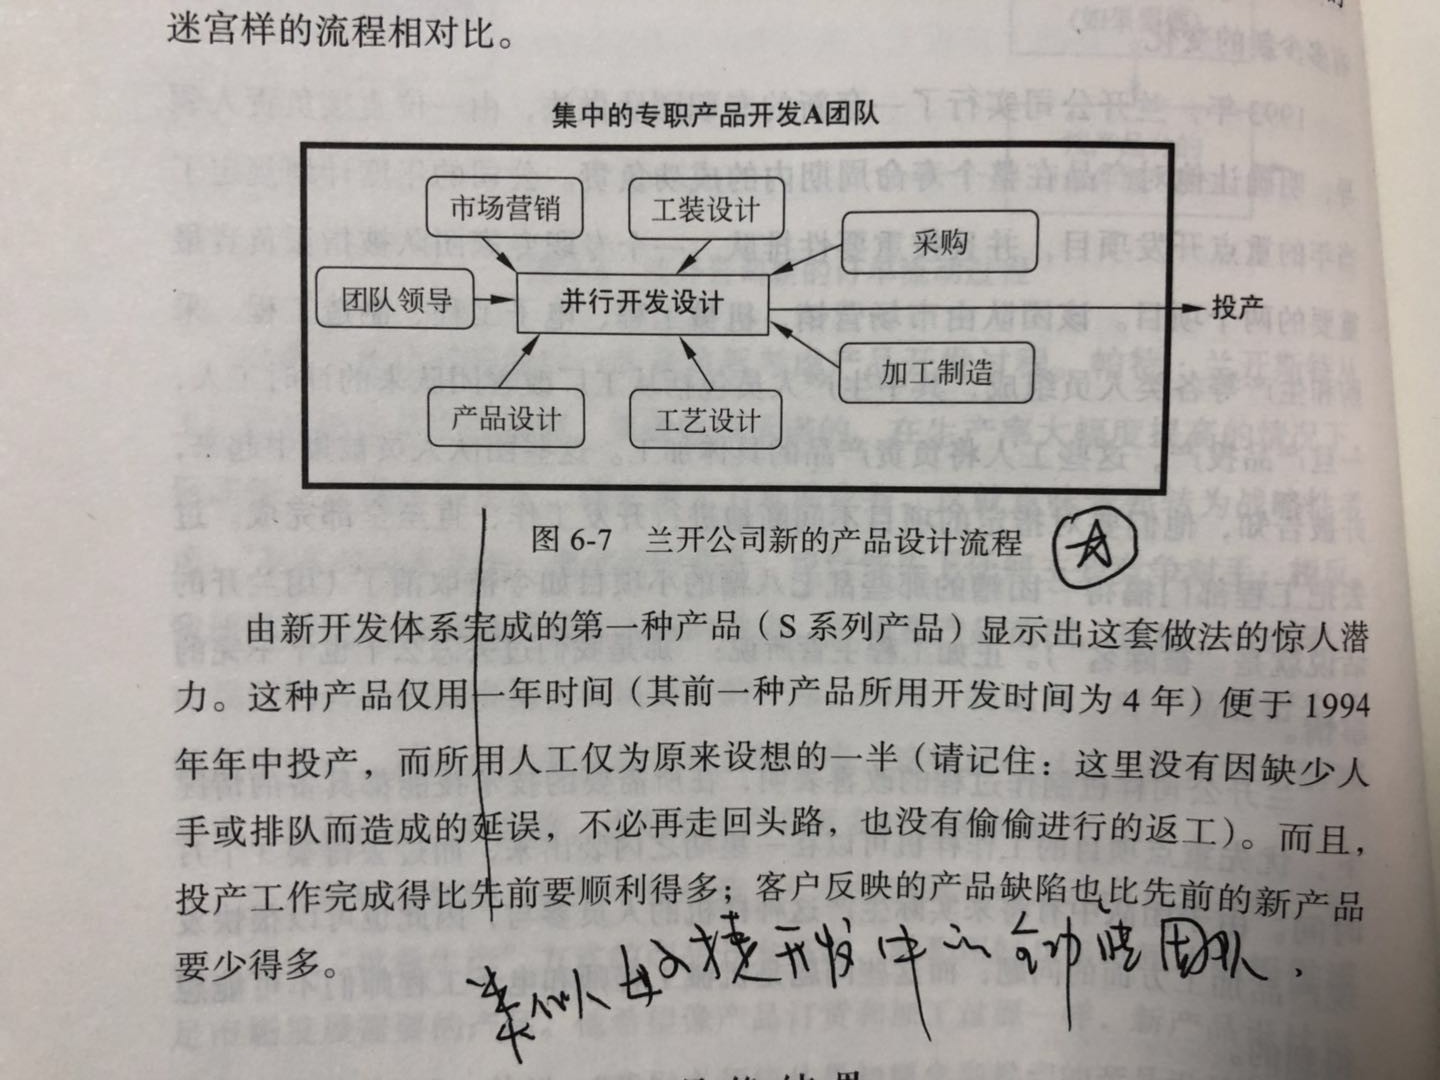 迷宫样的流程相对比。
集中的专职产品开发A团队
市场营销
工装设计
采购
团队领导
并行开发设计
投产
加工制造
产品设计
工艺设计
图 6-7 兰开公司新的产品设计流程
由新开发体系完成的第一种产品（S 系列产品）显示出这套做法的惊人潜
力。这种产品仅用一年时间（其前一种产品所用开发时间为 4 年）便于 1994
年年中投产，而所用人工仅为原来设想的一半（请记住：这里没有因缺少人
手或排队而造成的延误，不必再走回头路，也没有偷偷进行的返工）。而且，
投产工作完成得比先前要顺利得多；客户反映的产品缺陷也比先前的新产品
要少得多。
类似敏捷开发中的全功能团队.